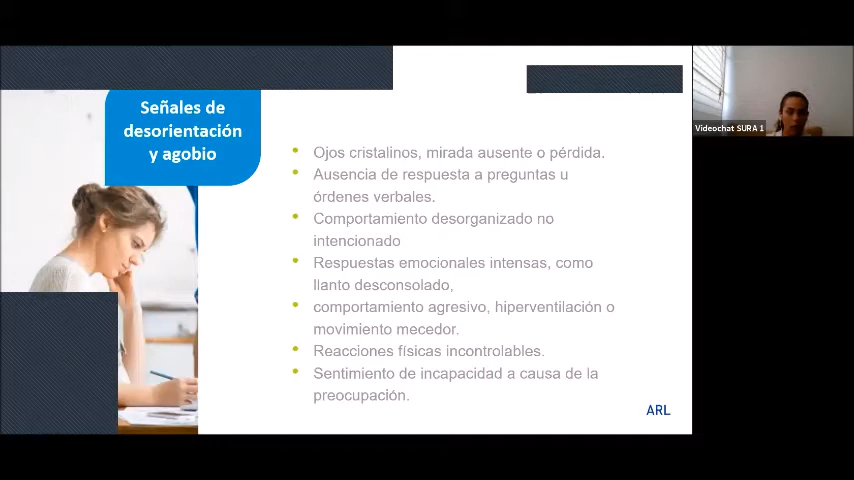 Señales de
desorientación
y agobio
Ojos cristalinos, mirada ausente o pérdida.
Ausencia de respuesta a preguntas u
órdenes verbales.
Comportamiento desorganizado no
intencionado
Respuestas emocionales intensas, como
llanto desconsolado,
comportamiento agresivo, hiperventilación o
movimiento mecedor.
Reacciones físicas incontrolables.
Sentimiento de incapacidad a causa de la
preocupación.
ARL
Videochat SURA 1